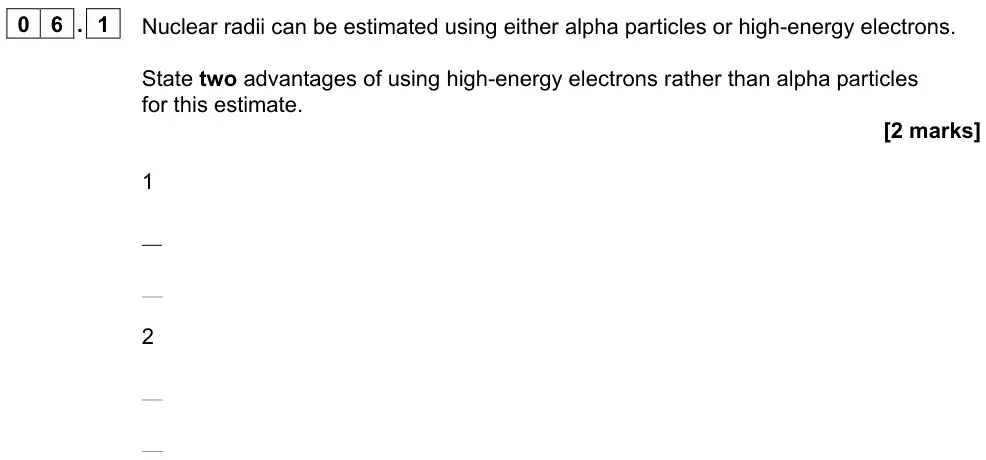 0 6 . 1 Nuclear radii can be estimated using either alpha particles or high-energy electrons.
State two advantages of using high-energy electrons rather than alpha particles
for this estimate.
[2 marks]
1
2